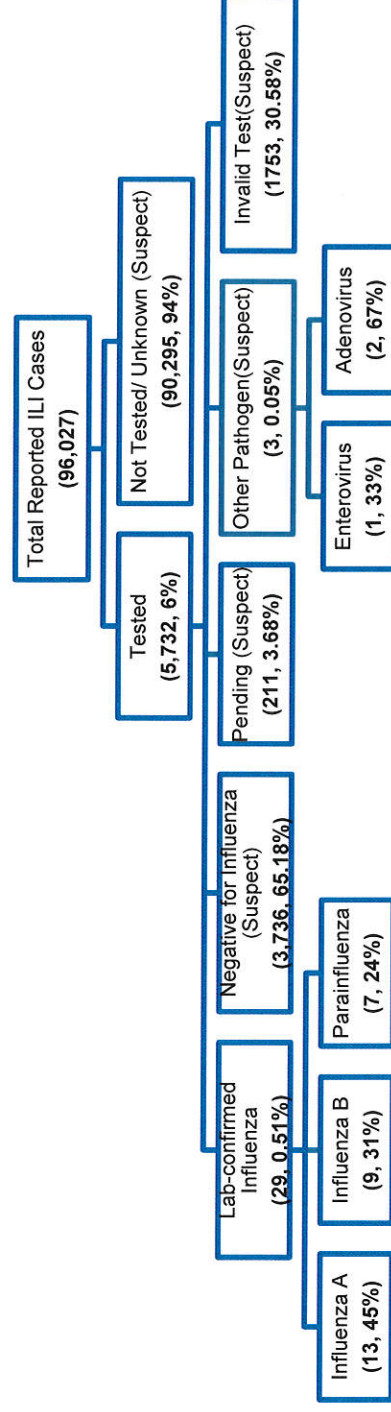 Total Reported ILI Cases
(96,027)
Tested
(5,732, 6%)
Not Tested/ Unknown (Suspect)
(90,295, 94%)
Lab-confirmed
Influenza
(29, 0.51%)
Negative for Influenza
(Suspect)
(3,736, 65.18%)
Pending (Suspect)
(211, 3.68%)
Other Pathogen(Suspect)
(3, 0.05%)
Invalid Test(Suspect)
(1753, 30.58%)
Influenza A
(13, 45%)
Influenza B
(9, 31%)
Parainfluenza
(7, 24%)
Enterovirus
(1, 33%)
Adenovirus
(2, 67%)